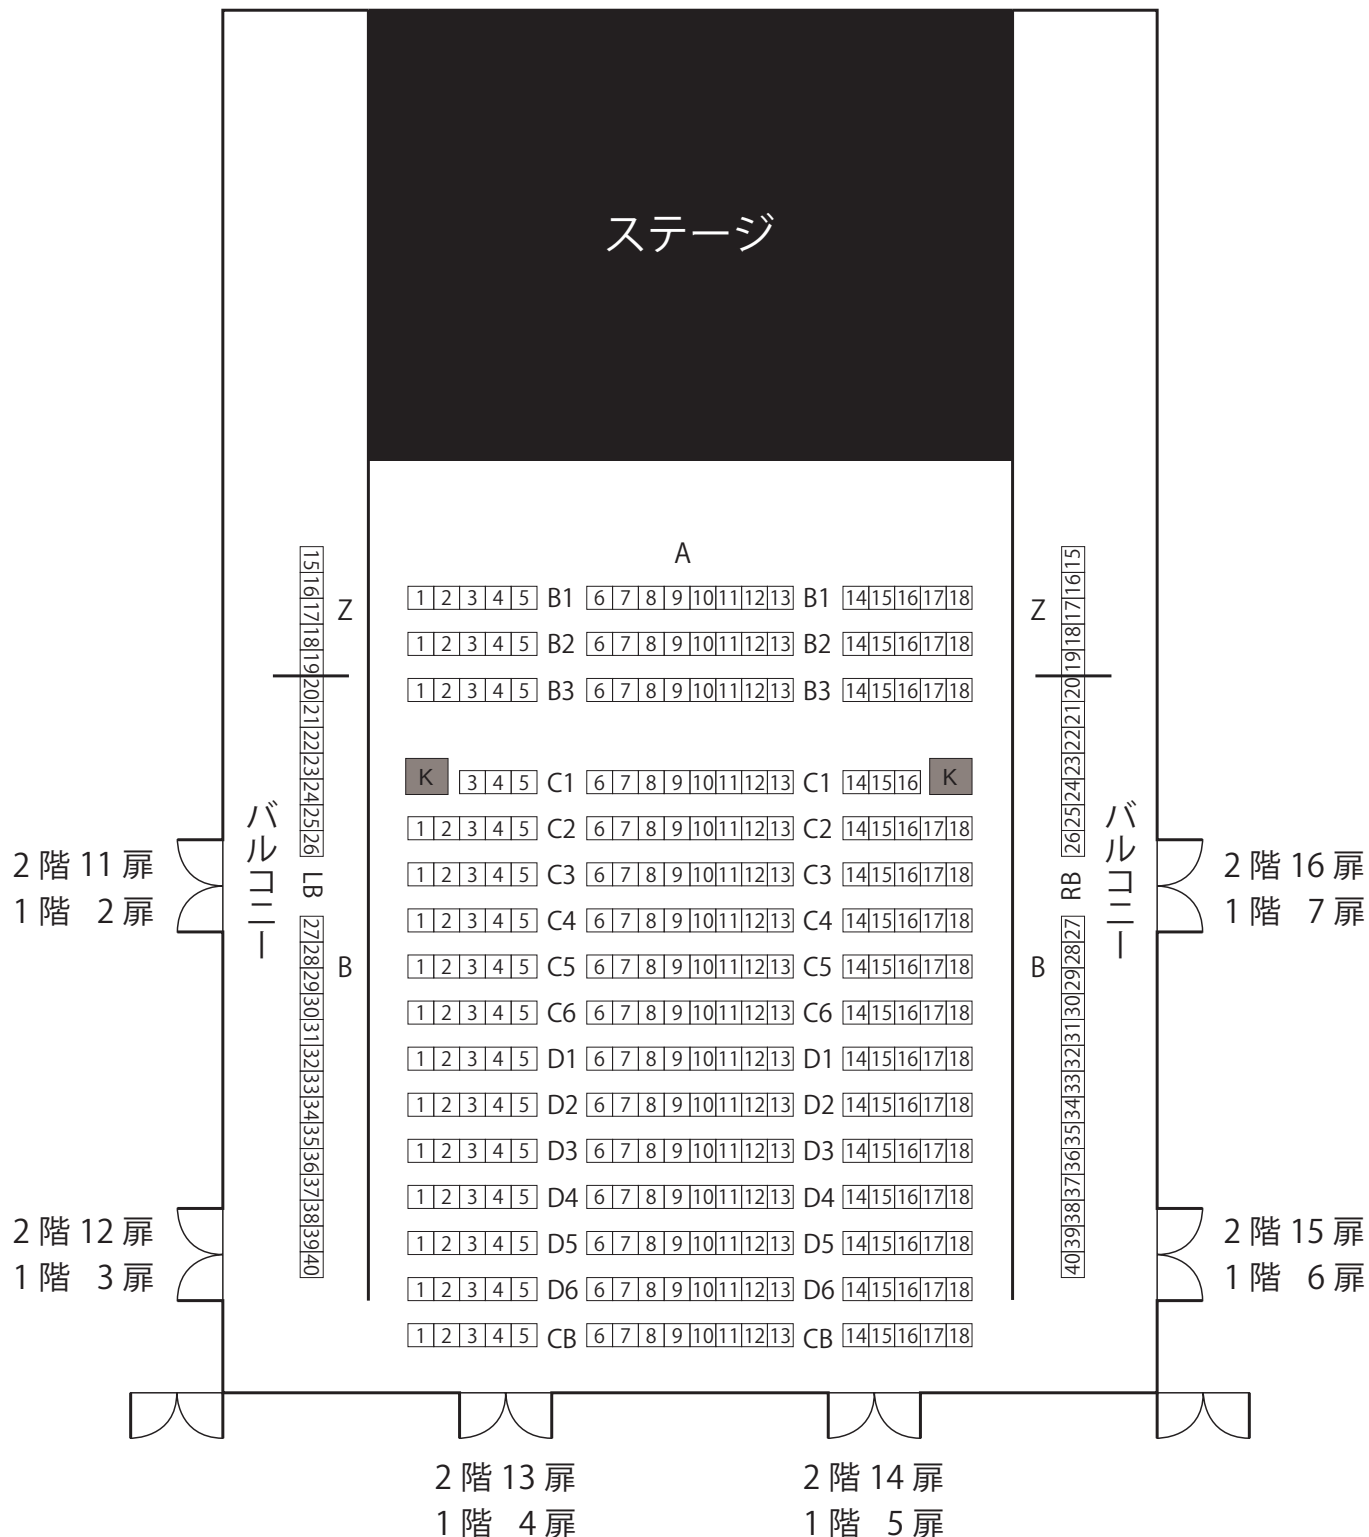 ステージ
A
1 2 3 4 5 B1 6 7 8 9 10 11 12 13 B1 14 15 16 17 18
1 2 3 4 5 B2 6 7 8 9 10 11 12 13 B2 14 15 16 17 18
1 2 3 4 5 B3 6 7 8 9 10 11 12 13 B3 14 15 16 17 18
K 3 4 5 C1 6 7 8 9 10 11 12 13 C1 14 15 16 K
1 2 3 4 5 C2 6 7 8 9 10 11 12 13 C2 14 15 16 17 18
1 2 3 4 5 C3 6 7 8 9 10 11 12 13 C3 14 15 16 17 18
1 2 3 4 5 C4 6 7 8 9 10 11 12 13 C4 14 15 16 17 18
1 2 3 4 5 C5 6 7 8 9 10 11 12 13 C5 14 15 16 17 18
1 2 3 4 5 C6 6 7 8 9 10 11 12 13 C6 14 15 16 17 18
1 2 3 4 5 D1 6 7 8 9 10 11 12 13 D1 14 15 16 17 18
1 2 3 4 5 D2 6 7 8 9 10 11 12 13 D2 14 15 16 17 18
1 2 3 4 5 D3 6 7 8 9 10 11 12 13 D3 14 15 16 17 18
1 2 3 4 5 D4 6 7 8 9 10 11 12 13 D4 14 15 16 17 18
1 2 3 4 5 D5 6 7 8 9 10 11 12 13 D5 14 15 16 17 18
1 2 3 4 5 D6 6 7 8 9 10 11 12 13 D6 14 15 16 17 18
1 2 3 4 5 CB 6 7 8 9 10 11 12 13 CB 14 15 16 17 18
15 16 17 18 19 20 21 22 23 24 25 26 LB 27 28 29 30 31 32 33 34 35 36 37 38 39 40
Z
B
バルコニー
15 16 17 18 19 20 21 22 23 24 25 26 RB 27 28 29 30 31 32 33 34 35 36 37 38 39 40
Z
B
バルコニー
2階11扉
1階 2扉
2階12扉
1階 3扉
2階16扉
1階 7扉
2階15扉
1階 6扉
2階13扉
1階 4扉
2階14扉
1階 5扉